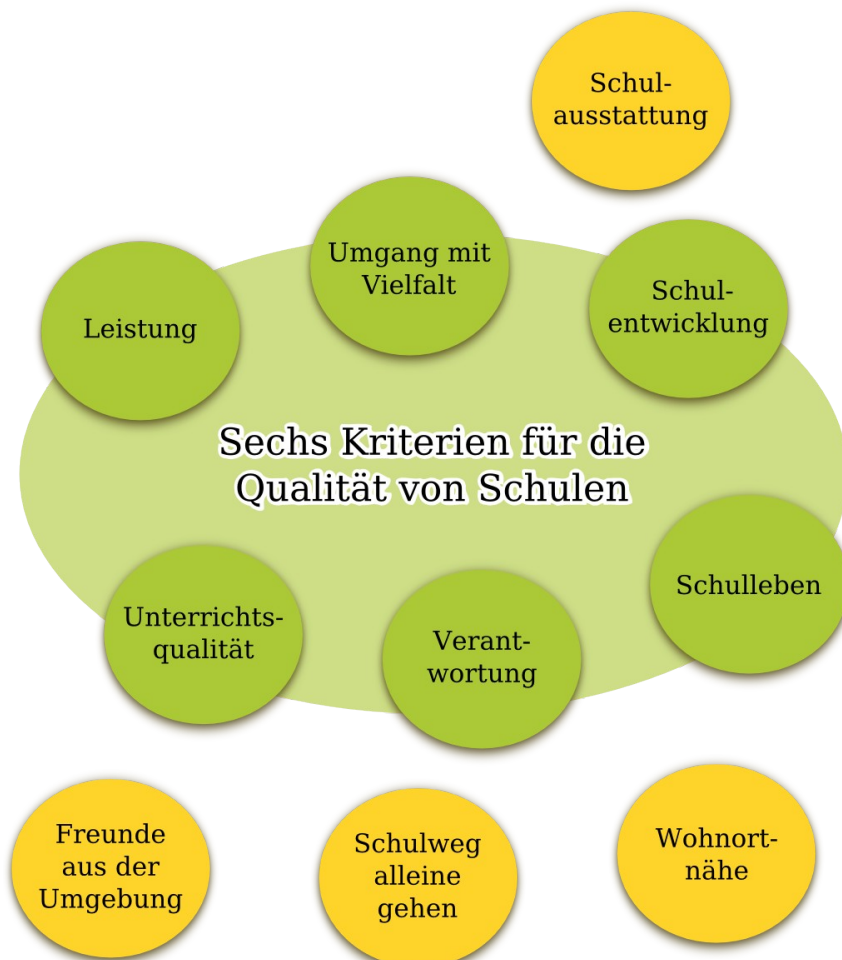 Schul-
ausstattung
Umgang mit
Vielfalt
Schul-
entwicklung
Leistung
Sechs Kriterien für die
Qualität von Schulen
Schulleben
Unterrichts-
qualität
Verant-
wortung
Freunde
aus der
Umgebung
Schulweg
alleine
gehen
Wohnort-
nähe